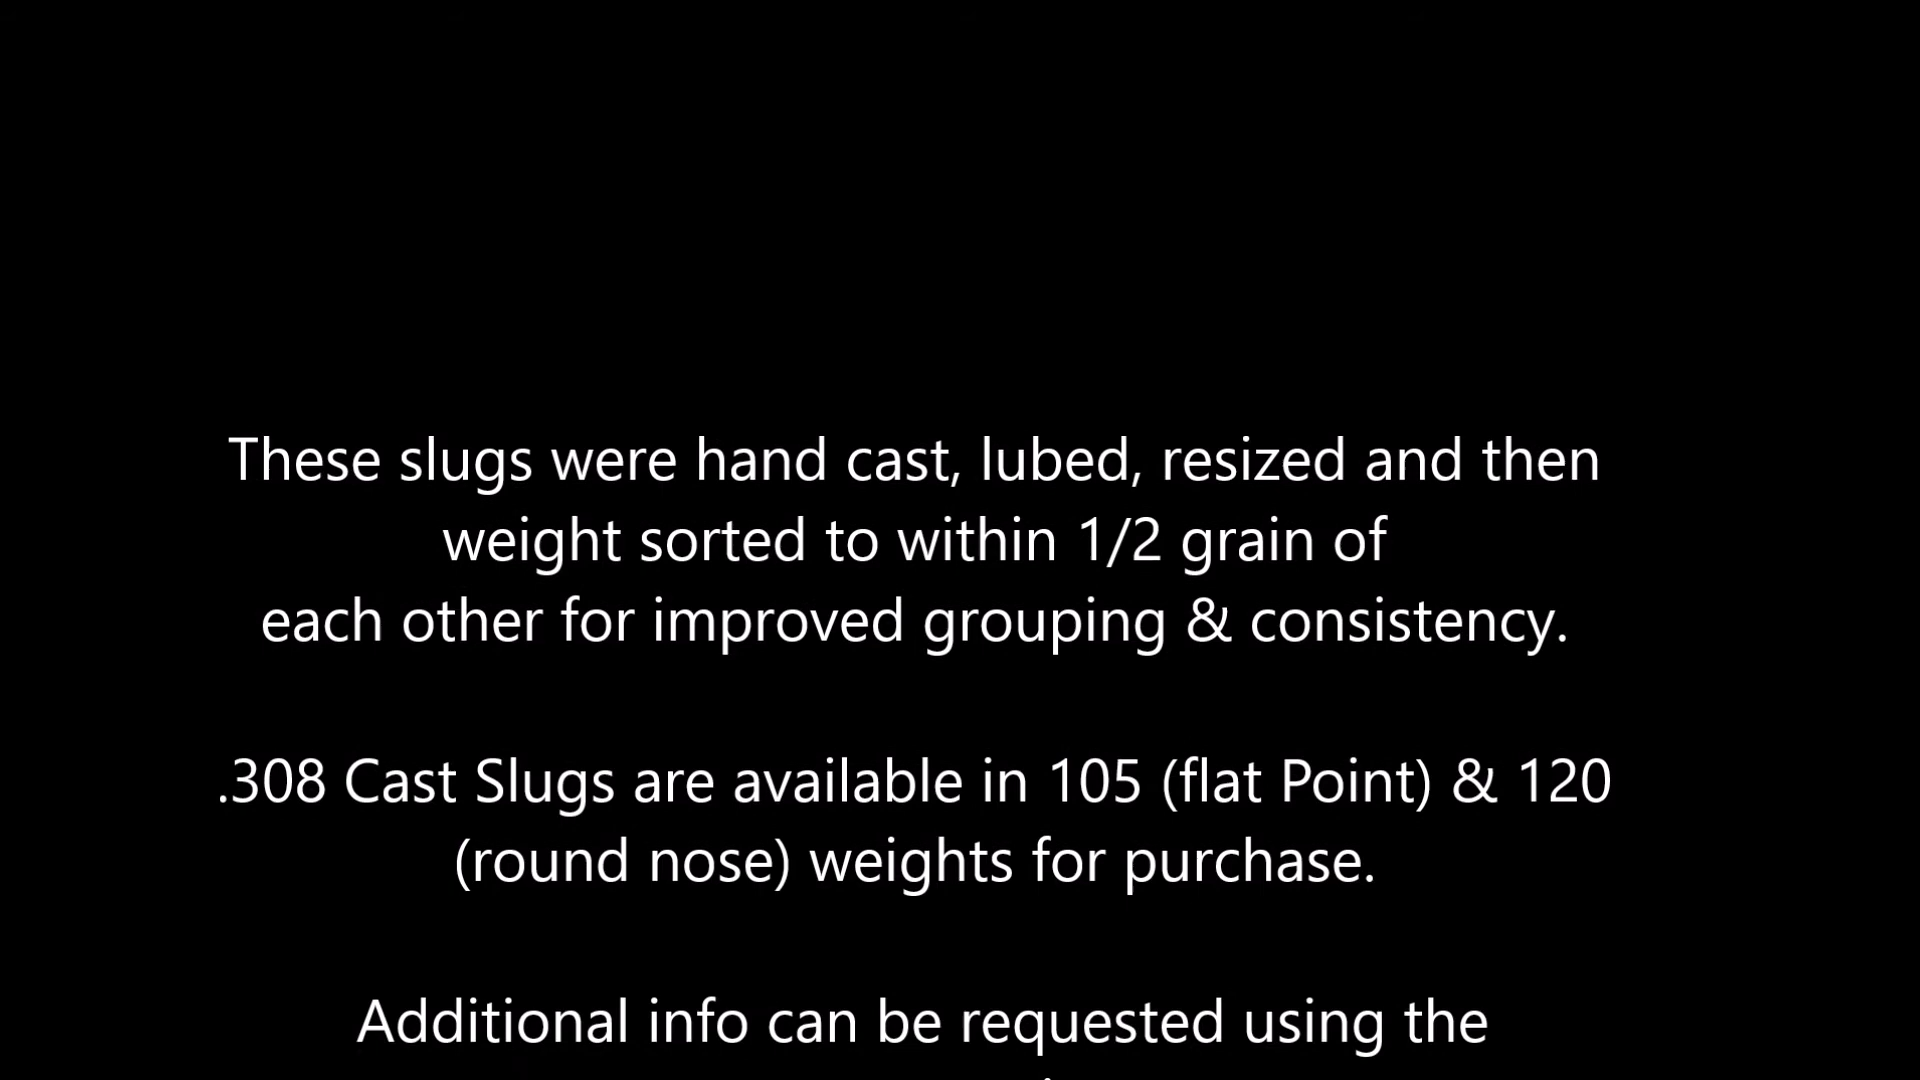 These slugs were hand cast, lubed, resized and then
weight sorted to within 1/2 grain of
each other for improved grouping & consistency.
.308 Cast Slugs are available in 105 (flat Point) & 120
(round nose) weights for purchase.
Additional info can be requested using the